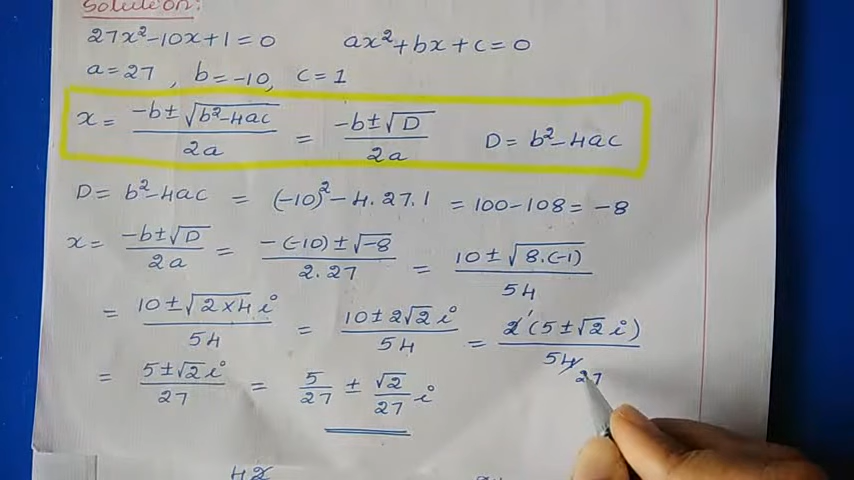 Solution:
27x²-10x+1=0 ax²+bx+c=0
a=27 , b=-10, c=1
x= (-b±√(b²-4ac))/2a = (-b±√D)/2a D= b²-4ac
D= b²-4ac = (-10)²-4.27.1 = 100-108= -8
x= (-b±√D)/2a = (-(-10)±√-8)/2.27 = (10±√(8.(-1)))/54
= (10±√(2×4) i)/54 = (10±2√2 i)/54 = (2¹(5±√2 i))/54 27
= (5±√2 i)/27 = 5/27 ± √2/27 i